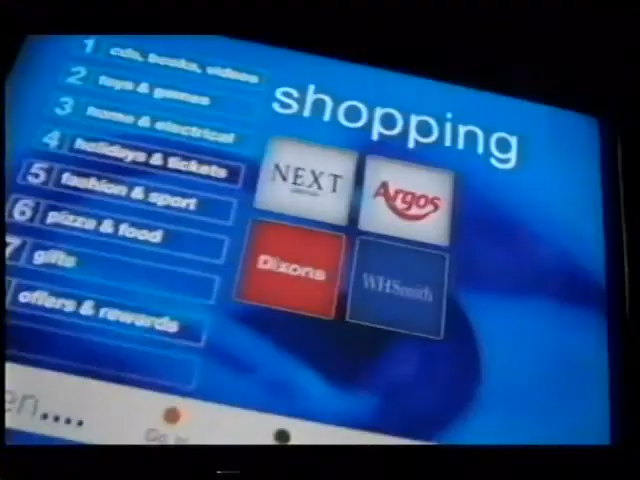 1 cds, books, videos
2 toys & games
3 home & electrical
4 holidays & tickets
5 fashion & sport
6 pizza & food
7 gifts
offers & rewards
shopping
NEXT
Argos
Dixons
WHSmith
en....